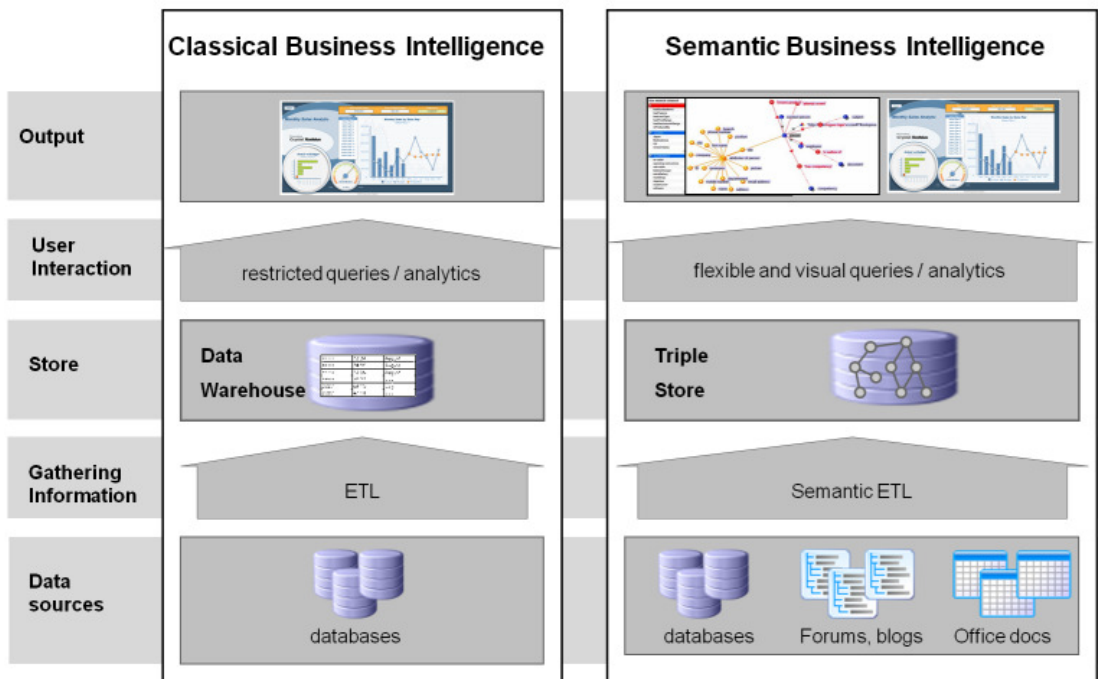 Classical Business Intelligence
Semantic Business Intelligence
Output
User
Interaction
restricted queries / analytics
flexible and visual queries / analytics
Store
Data
Warehouse
Triple
Store
Gathering
Information
ETL
Semantic ETL
Data
sources
databases
databases
Forums, blogs
Office docs